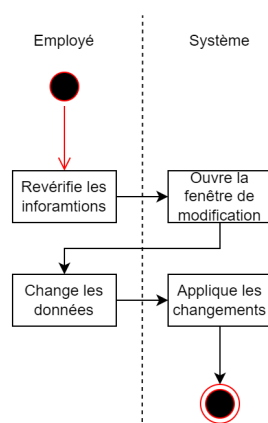 Employé
Système
Revérifie les
inforamtions
Ouvre la
fenêtre de
modification
Change les
données
Applique les
changements